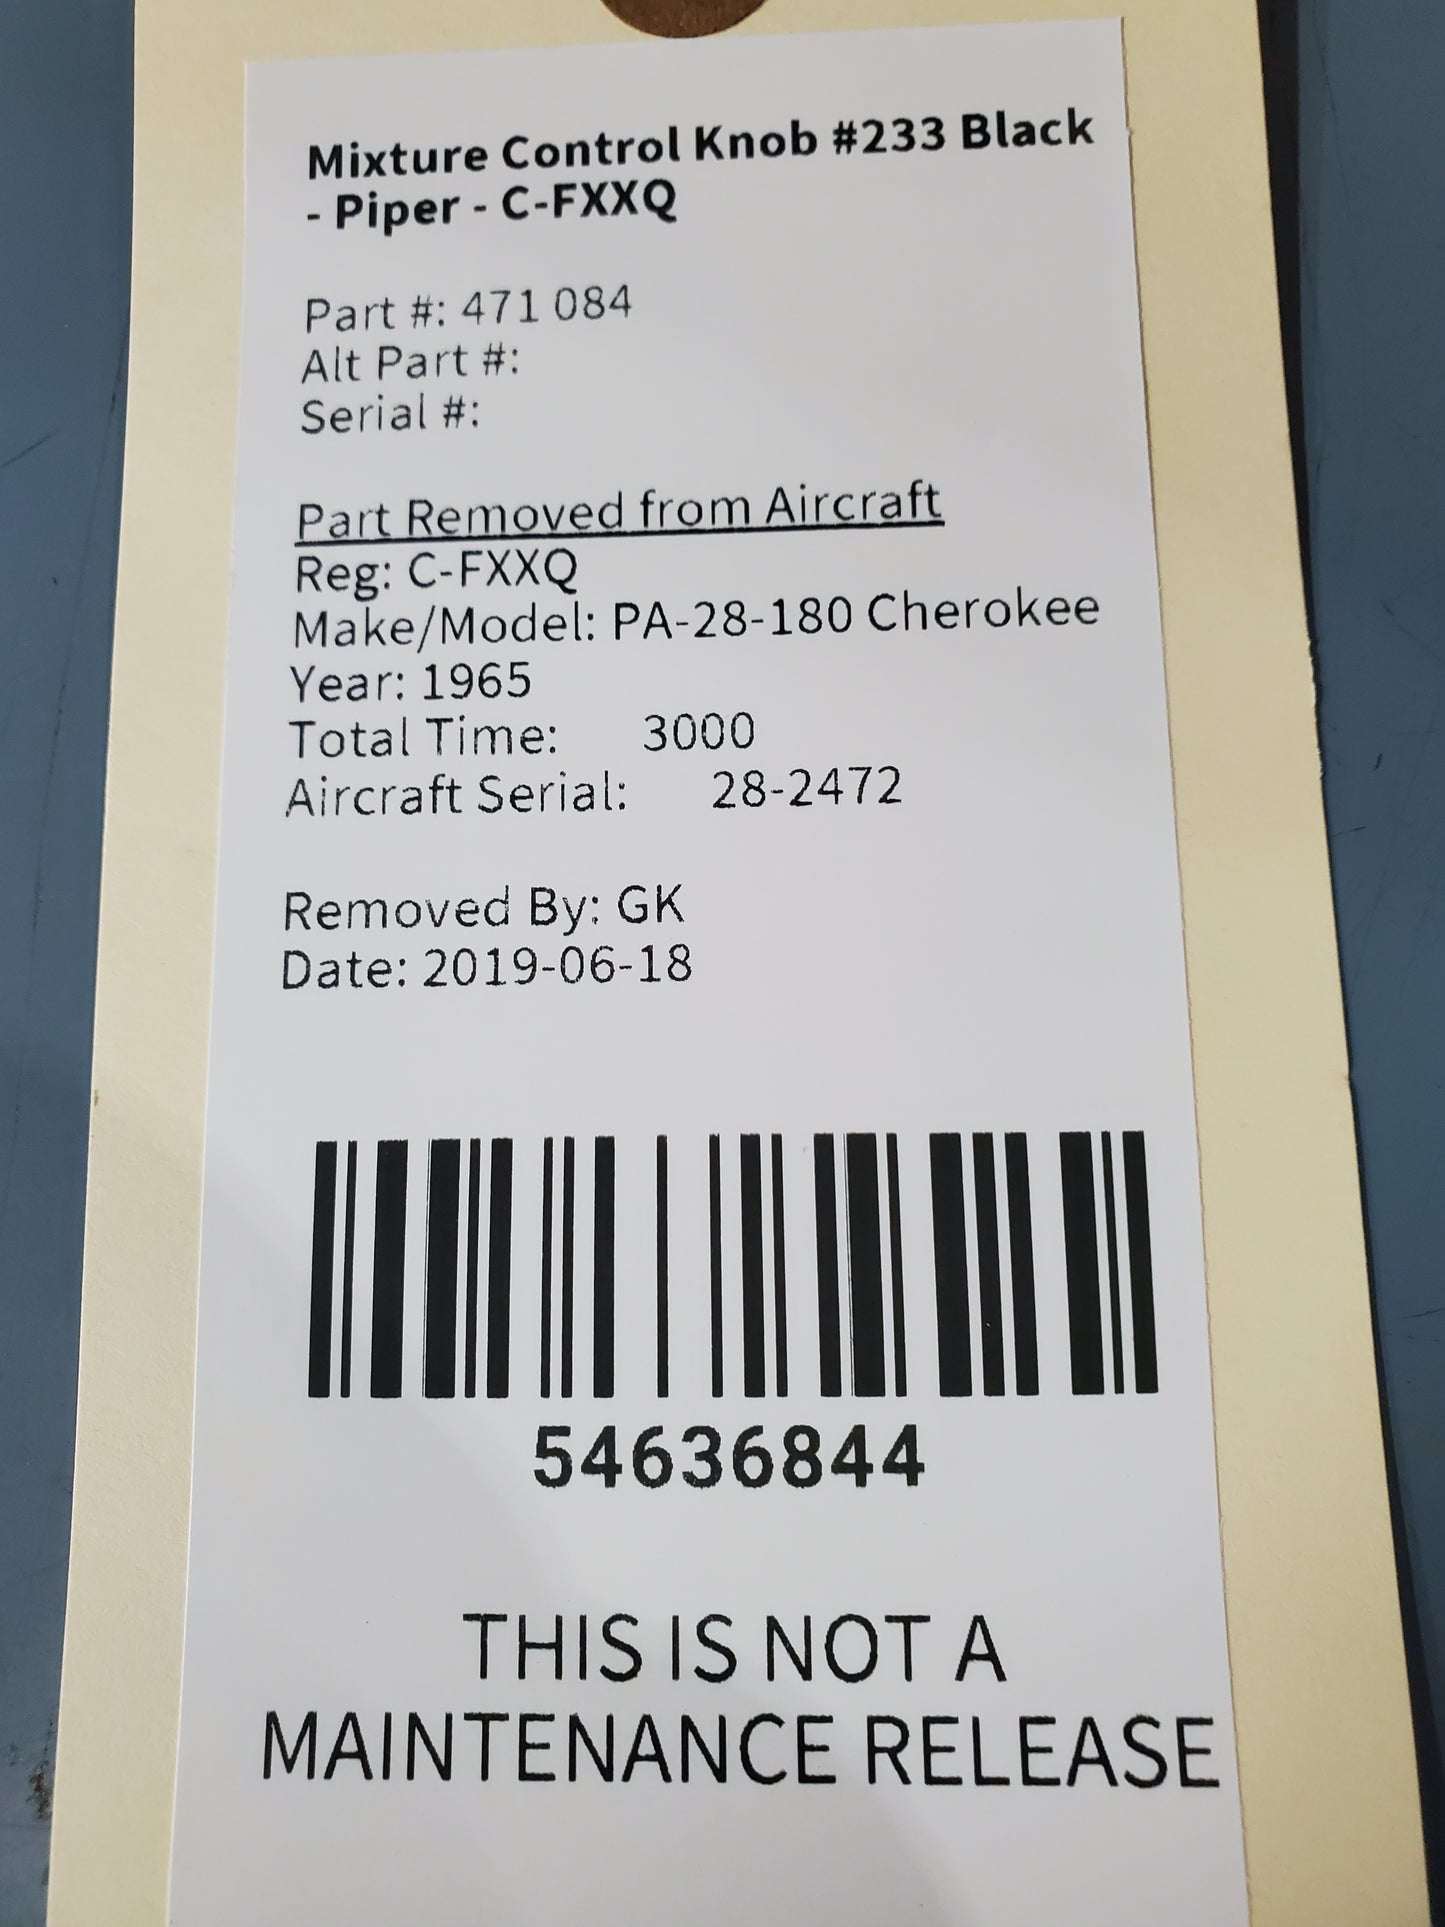 Mixture Control Knob #233 Black
- Piper - C-FXXQ
Part #: 471 084
Alt Part #:
Serial #:
Part Removed from Aircraft
Reg: C-FXXQ
Make/Model: PA-28-180 Cherokee
Year: 1965
Total Time: 3000
Aircraft Serial: 28-2472
Removed By: GK
Date: 2019-06-18
54636844
THIS IS NOT A
MAINTENANCE RELEASE